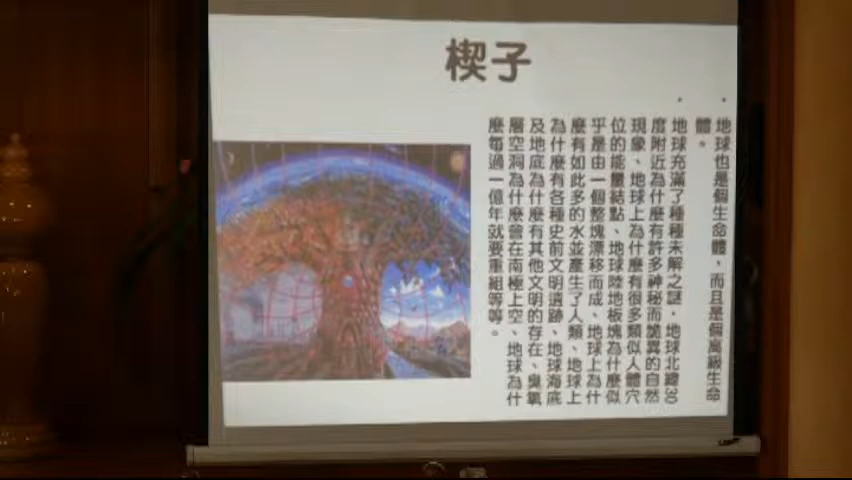 楔子
• 地球也是個生命體，而且是個高級生命
體。
• 地球充滿了種種未解之謎，地球北緯30
度附近為什麼有許多神秘而詭異的自然
現象、地球上為什麼有很多類似人體穴
位的能量結點、地球陸地板塊為什麼似
乎是由一個整塊漂移而成、地球上為什
麼有如此多的水並產生了人類、地球上
為什麼有各種史前文明遺跡、地球海底
及地底為什麼有其他文明的存在、臭氧
層空洞為什麼會在南極上空、地球為什
麼每過一億年就要重組等等。